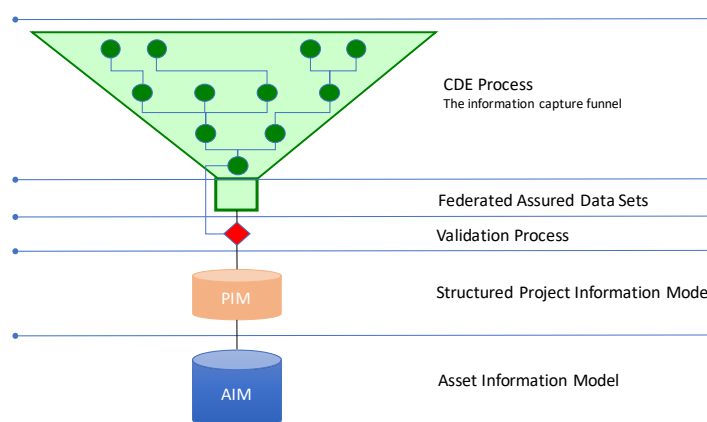 CDE Process
The information capture funnel
Federated Assured Data Sets
Validation Process
PIM
Structured Project Information Mode
AIM
Asset Information Model